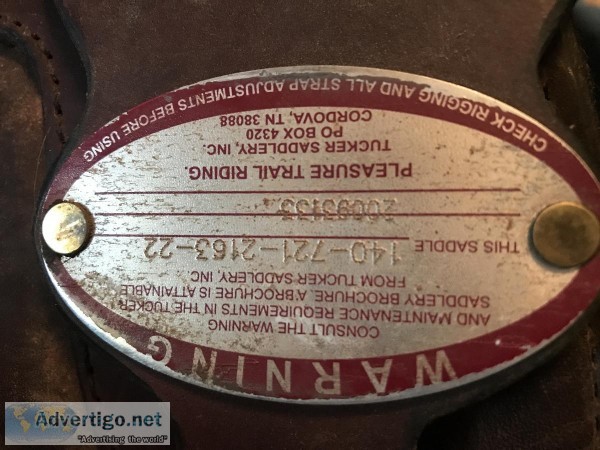 WARNING
CONSULT THE WARNING
AND MAINTENANCE REQUIREMENTS IN THE TUCKER
SADDLERY BROCHURE. A BROCHURE IS ATTAINABLE
FROM TUCKER SADDLERY, INC.
THIS SADDLE 140-721-2163-22
20093135
PLEASURE TRAIL RIDING.
TUCKER SADDLERY, INC.
PO BOX 4320
CORDOVA, TN 38088
CHECK RIGGING AND ALL STRAP ADJUSTMENTS BEFORE USING
Advertigo.net
"Advertising the world"